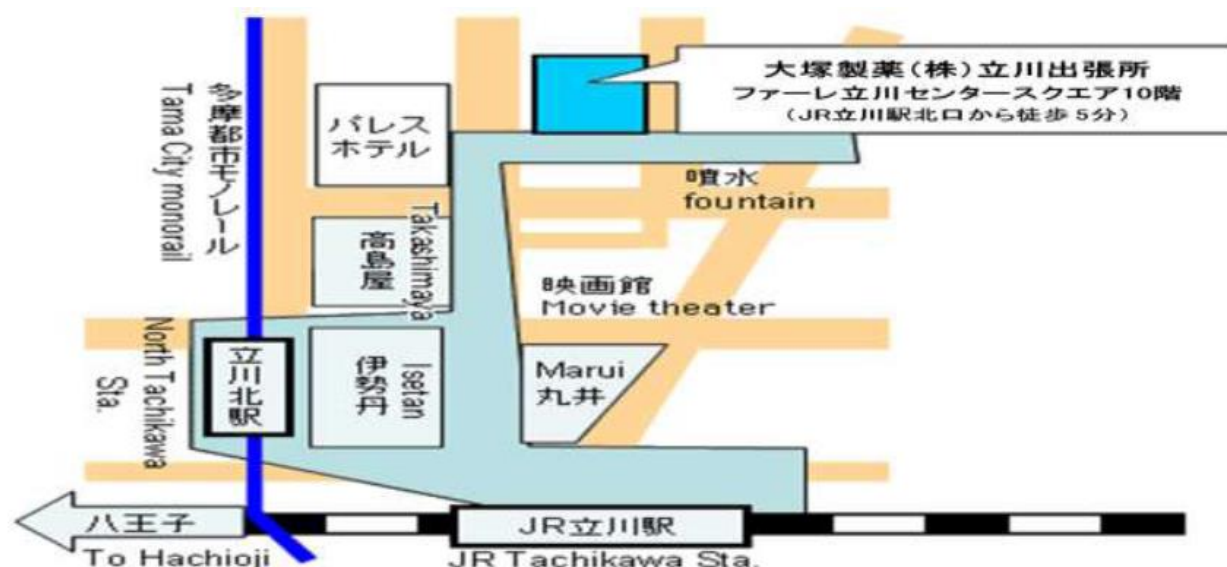 大塚製薬(株)立川出張所
ファーレ立川センタースクエア10階
(JR立川駅北口から徒歩5分)
多摩都市モノレール
Tama City monorail
パレス
ホテル
噴水
fountain
Takashimaya
高島屋
映画館
Movie theater
North Tachikawa
Sta.
立川北駅
Isetan
伊勢丹
Marui
丸井
八王子
To Hachioji
JR立川駅
JR Tachikawa Sta.